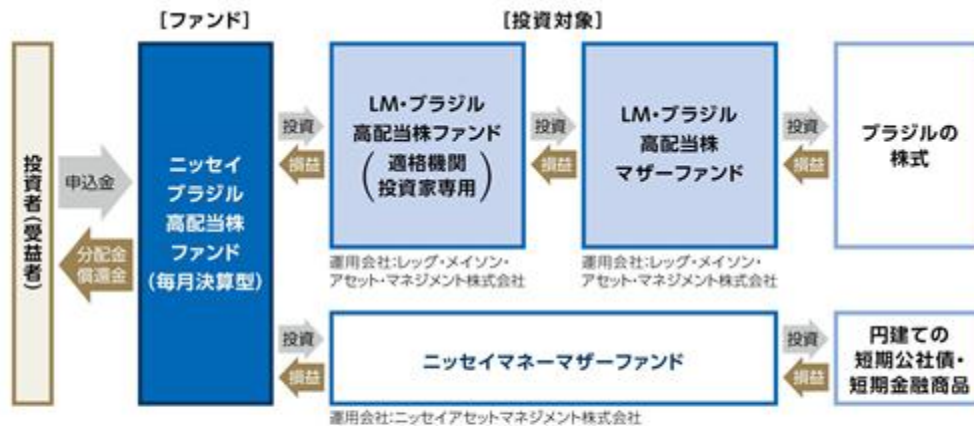 [ファンド]
[投資対象]
投資者(受益者)
申込金
分配金
償還金
ニッセイ
ブラジル
高配当株
ファンド
(毎月決算型)
投資
損益
LM・ブラジル
高配当株ファンド
(適格機関
投資家専用)
運用会社:レッグ・メイソン・
アセット・マネジメント株式会社
投資
損益
LM・ブラジル
高配当株
マザーファンド
運用会社:レッグ・メイソン・
アセット・マネジメント株式会社
投資
損益
ブラジルの
株式
投資
損益
ニッセイマネーマザーファンド
運用会社:ニッセイアセットマネジメント株式会社
投資
損益
円建ての
短期公社債・
短期金融商品